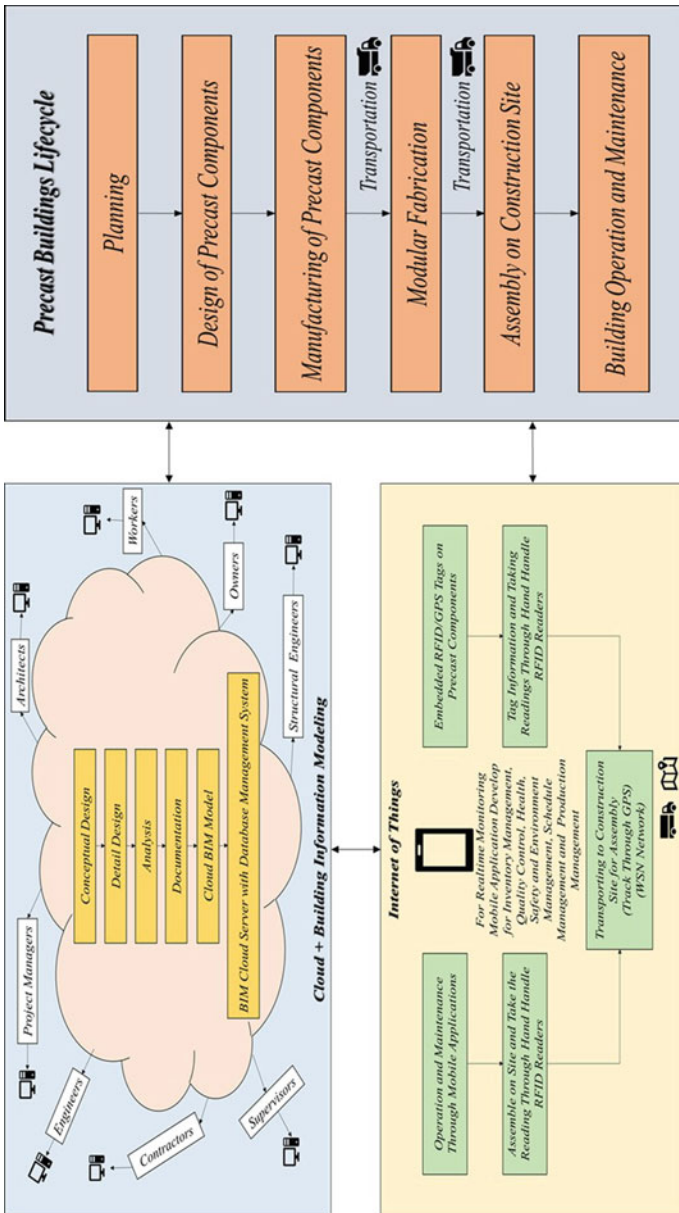 Precast Buildings Lifecycle
Planning
Design of Precast Components
Manufacturing of Precast Components
Transportation
Modular Fabrication
Transportation
Assembly on Construction Site
Building Operation and Maintenance
Project Managers
Architects
Engineers
Workers
Contractors
Owners
Supervisors
Structural Engineers
Conceptual Design
Detail Design
Analysis
Documentation
Cloud BIM Model
BIM Cloud Server with Database Management System
Cloud + Building Information Modeling
Internet of Things
Operation and Maintenance
Through Mobile Applications
Assemble on Site and Take the
Reading Through Hand Handle
RFID Readers
For Realtime Monitoring
Mobile Application Develop
for Inventory Management,
Quality Control, Health,
Safety and Environment
Management, Schedule
Management and Production
Management
Embedded RFID/GPS Tags on
Precast Components
Tag Information and Taking
Readings Through Hand Handle
RFID Readers
Transporting to Construction
Site for Assembly
(Track Through GPS)
(WSN Network)